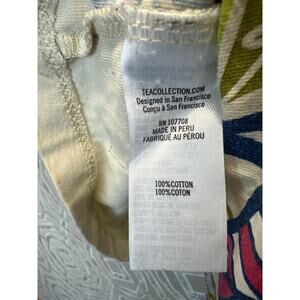 TEACOLLECTION.COM
Designed in San Francisco
Conçu à San Francisco
RN 107708
MADE IN PERU
FABRIQUÉ AU PÉROU
100%COTTON
100%COTON